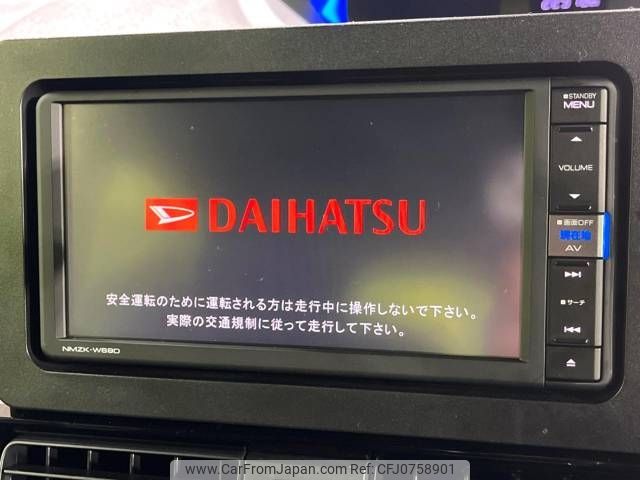 ■STANDBY
MENU
VOLUME
■画面OFF
現在地
AV
■サーチ
DAIHATSU
安全運転のために運転される方は走行中に操作しないで下さい。
実際の交通規制に従って走行して下さい。
NMZK-W69D
www.CarFromJapan.com | ©CarFromJapan | ID:CFJ0758901